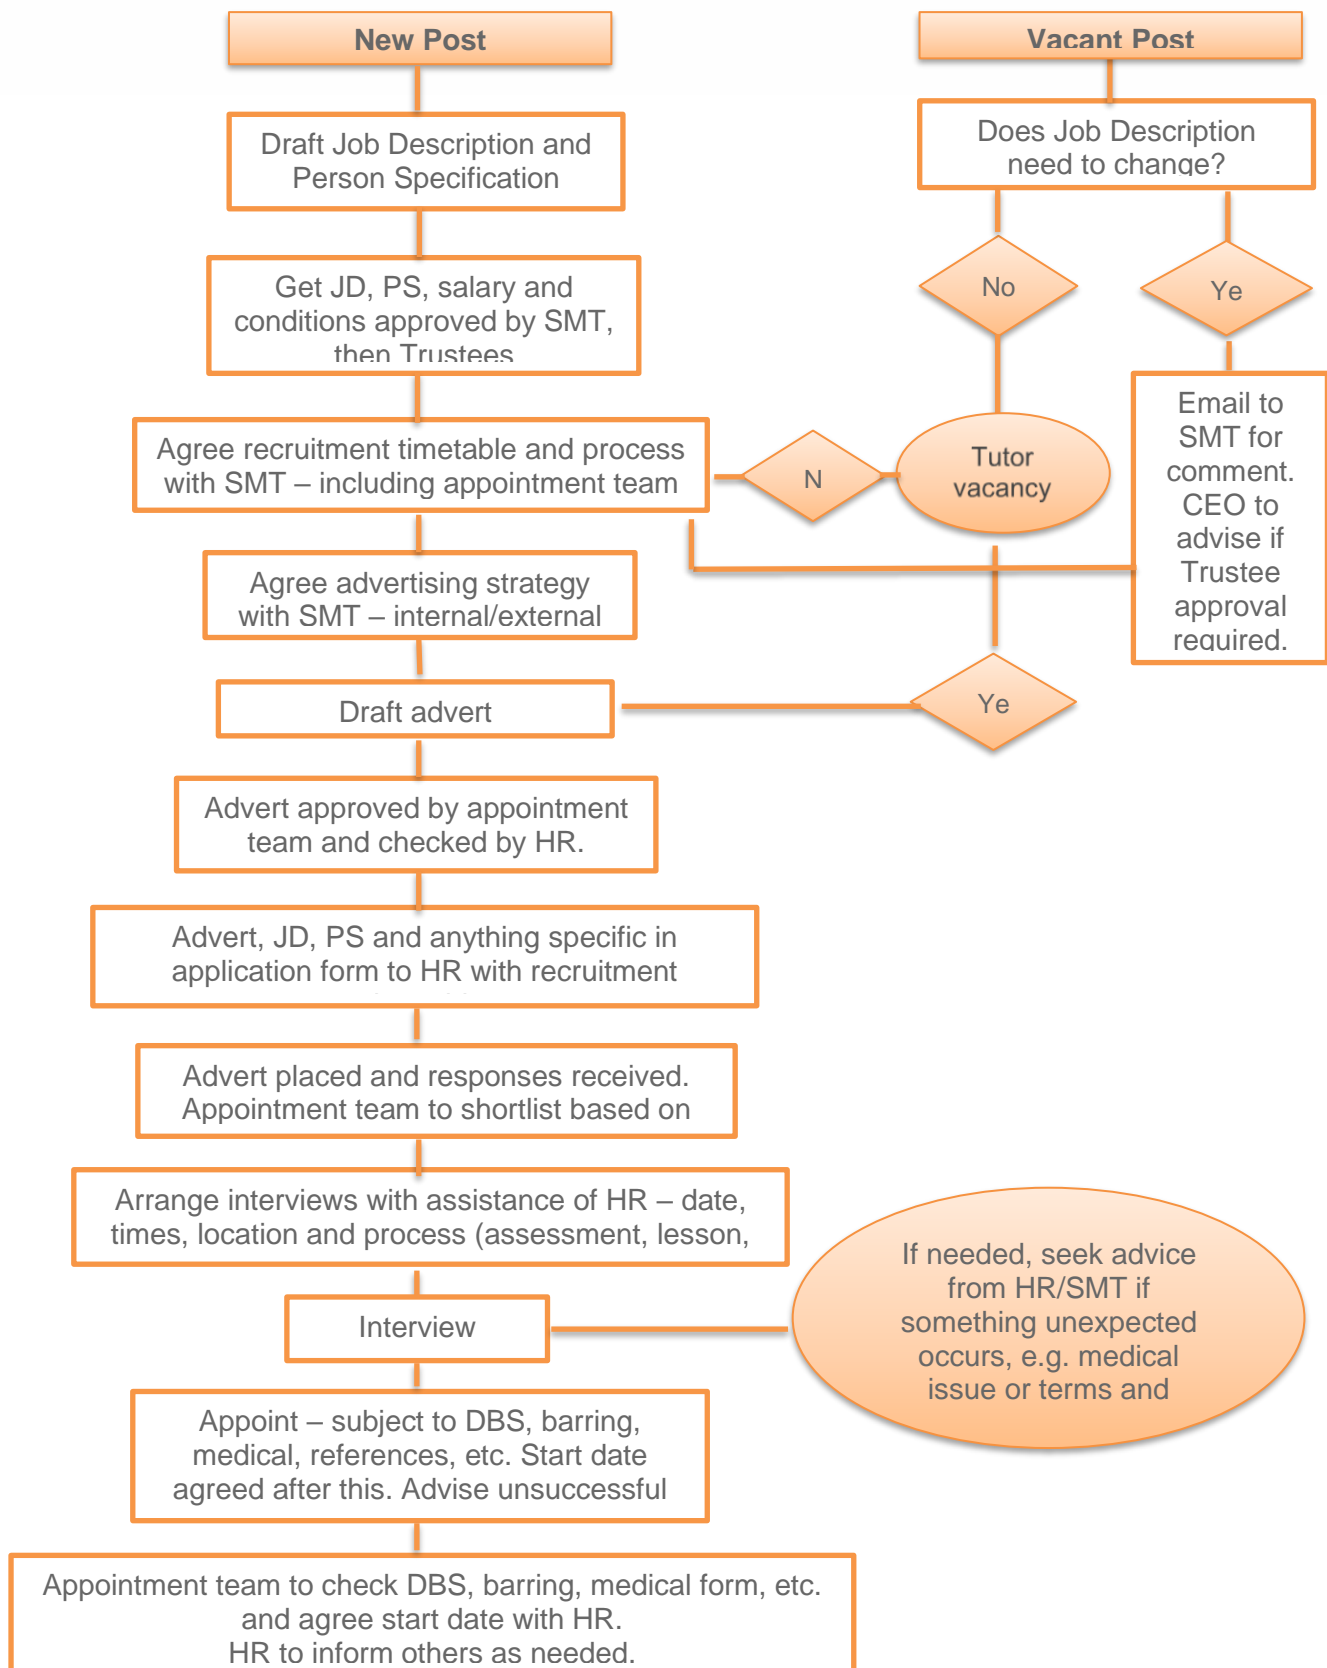 New Post
Vacant Post
Draft Job Description and
Person Specification
Does Job Description
need to change?
No
Ye
Get JD, PS, salary and
conditions approved by SMT,
then Trustees
Agree recruitment timetable and process
with SMT – including appointment team
N
Tutor
vacancy
Email to
SMT for
comment.
CEO to
advise if
Trustee
approval
required.
Agree advertising strategy
with SMT – internal/external
Draft advert
Ye
Advert approved by appointment
team and checked by HR.
Advert, JD, PS and anything specific in
application form to HR with recruitment
Advert placed and responses received.
Appointment team to shortlist based on
Arrange interviews with assistance of HR – date,
times, location and process (assessment, lesson,
Interview
If needed, seek advice
from HR/SMT if
something unexpected
occurs, e.g. medical
issue or terms and
Appoint – subject to DBS, barring,
medical, references, etc. Start date
agreed after this. Advise unsuccessful
Appointment team to check DBS, barring, medical form, etc.
and agree start date with HR.
HR to inform others as needed.